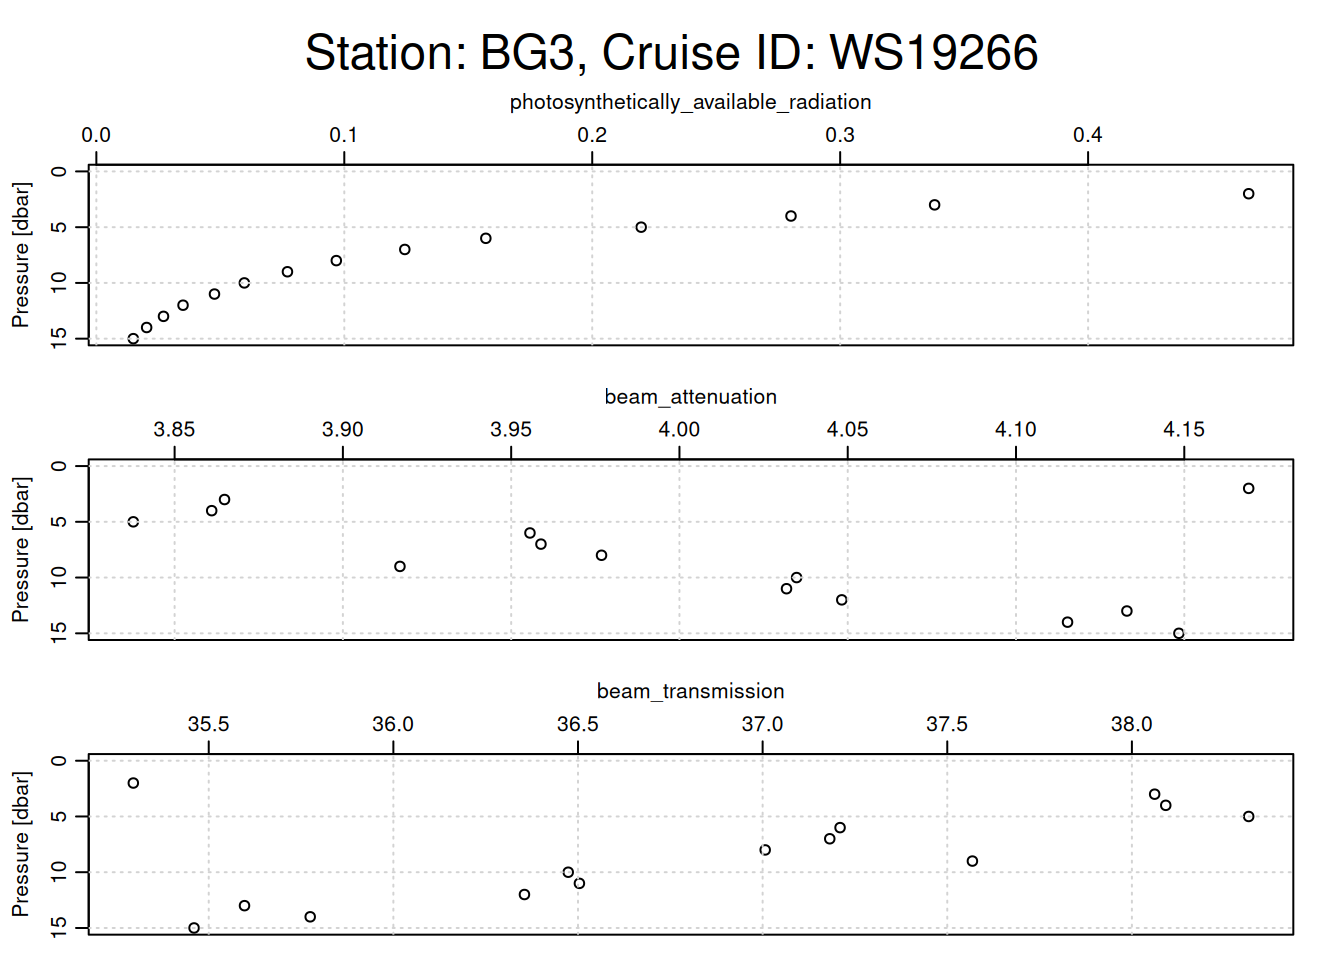 Station: BG3, Cruise ID: WS19266
photosynthetically_available_radiation
0.0 0.1 0.2 0.3 0.4
Pressure [dbar]
0
5
10
15
beam_attenuation
3.85 3.90 3.95 4.00 4.05 4.10 4.15
Pressure [dbar]
0
5
10
15
beam_transmission
35.5 36.0 36.5 37.0 37.5 38.0
Pressure [dbar]
0
5
10
15